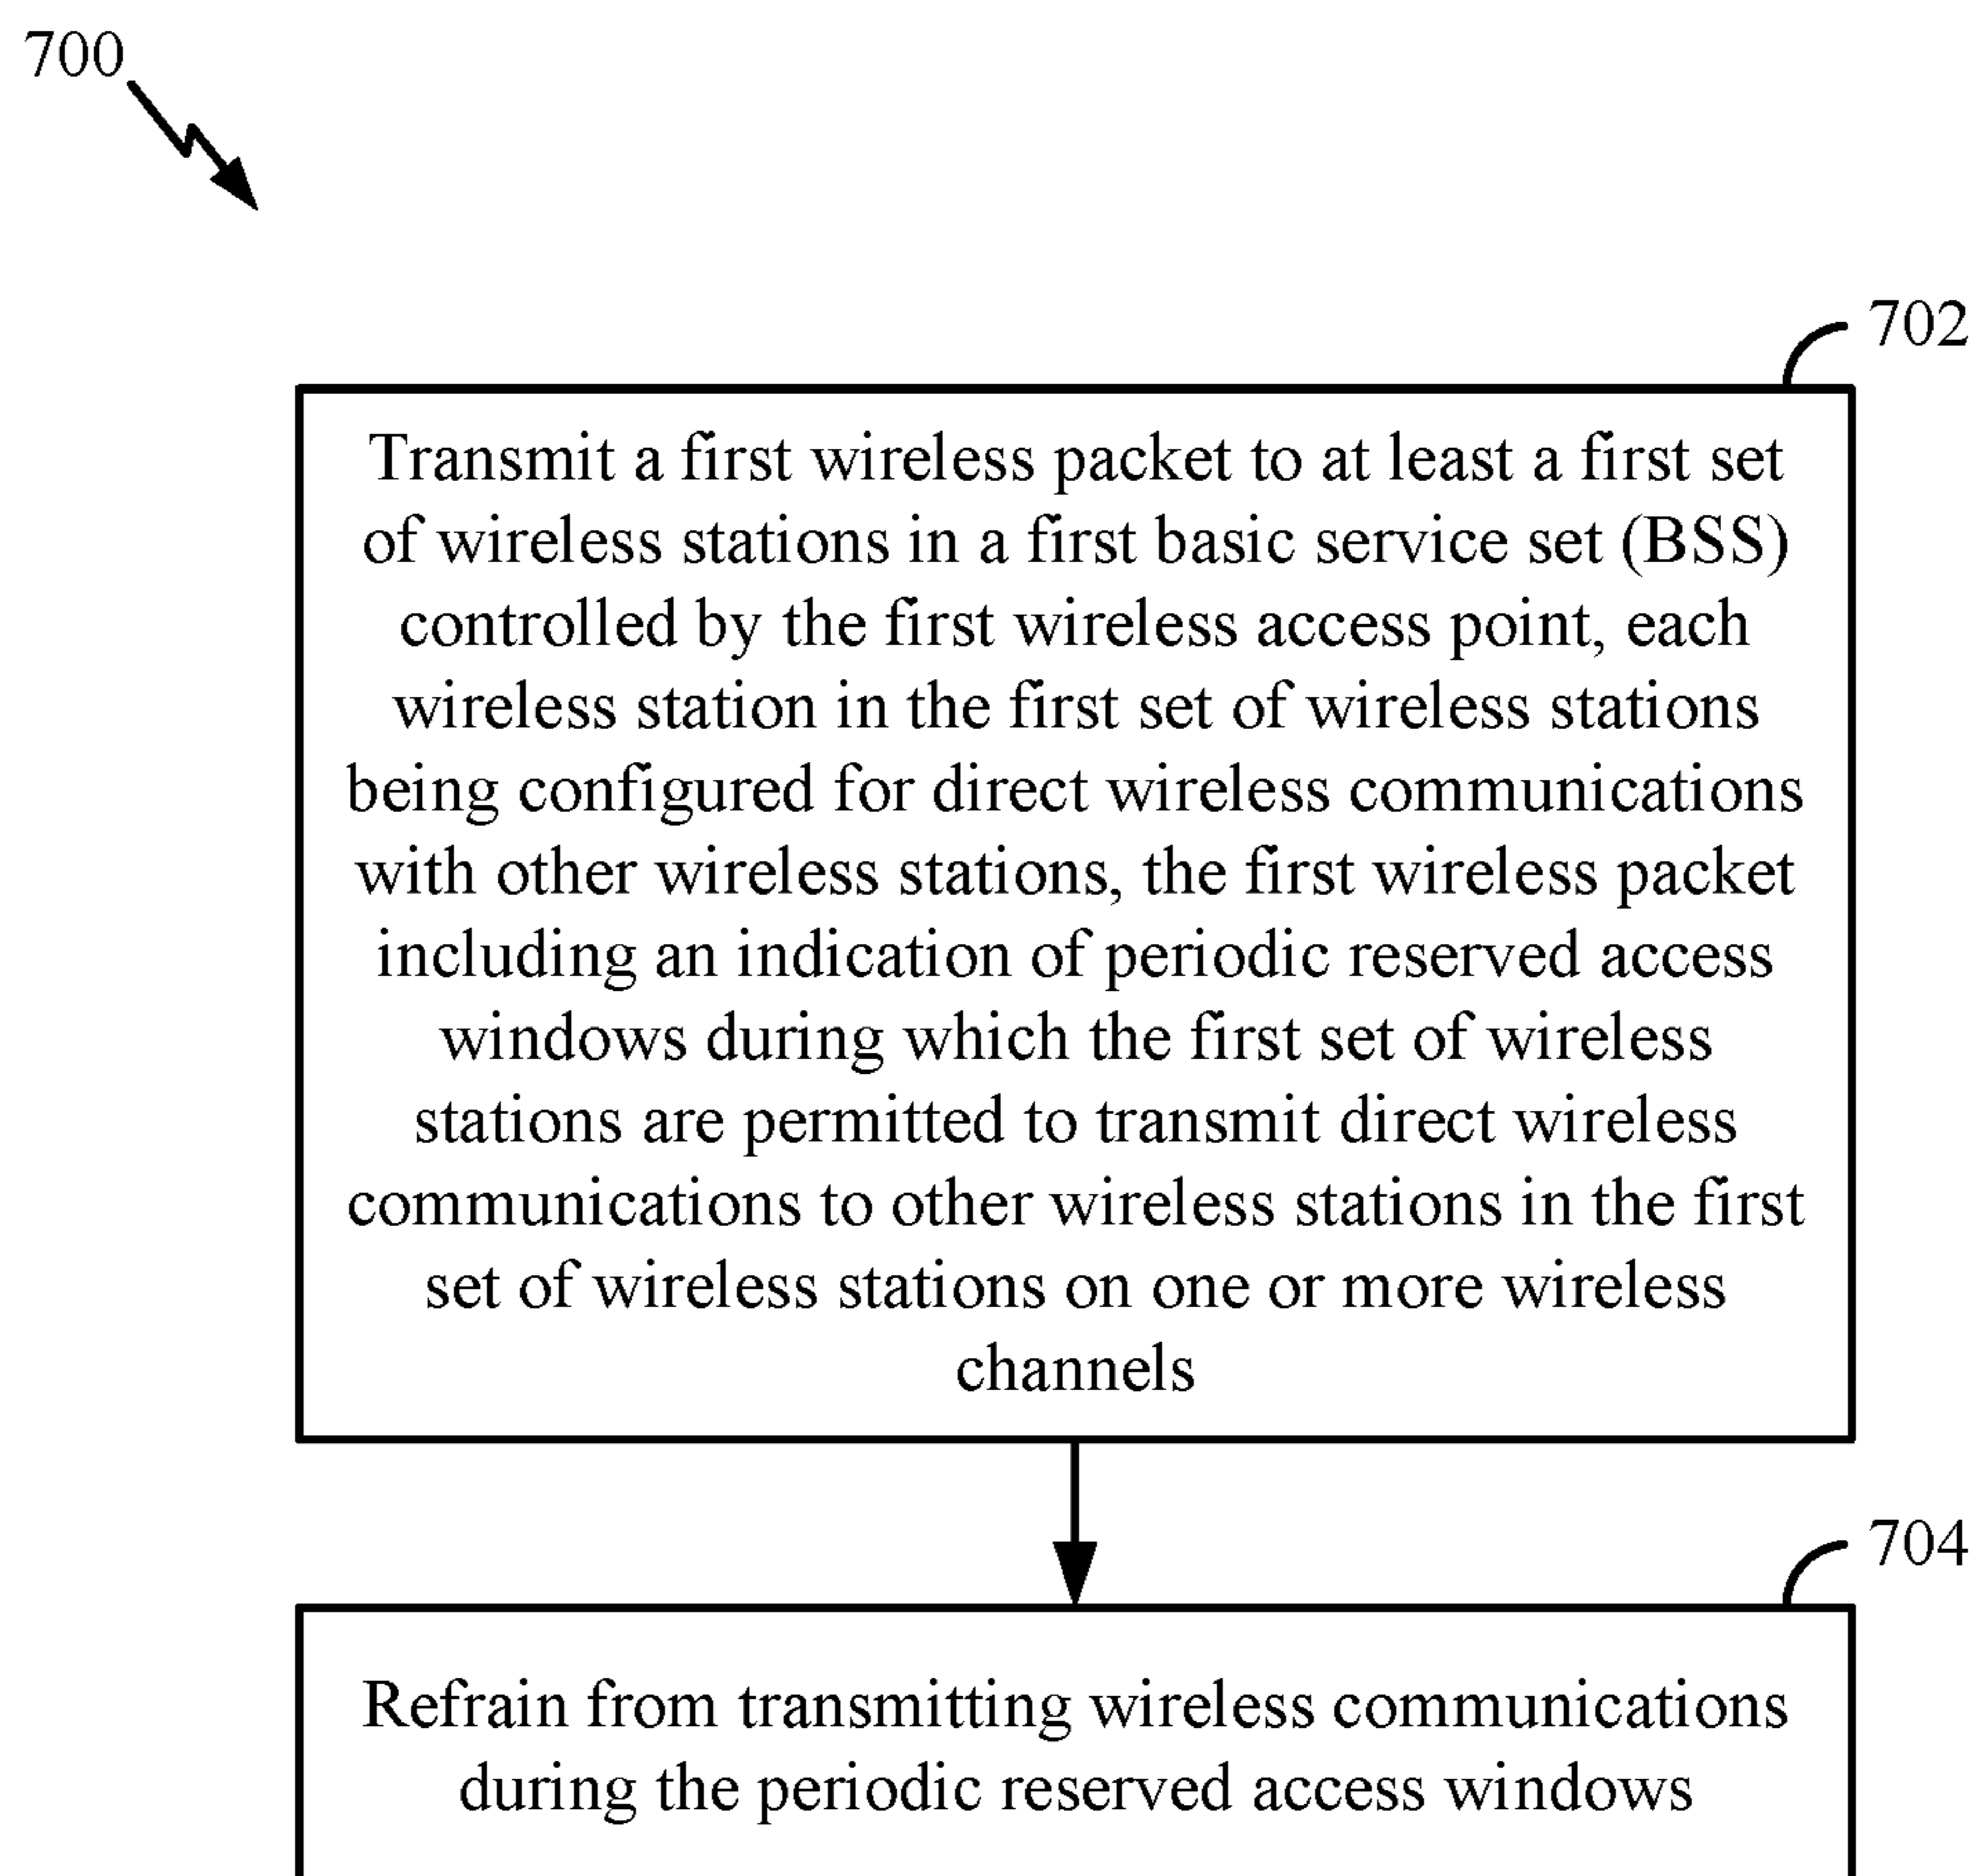 700
702
Transmit a first wireless packet to at least a first set
of wireless stations in a first basic service set (BSS)
controlled by the first wireless access point, each
wireless station in the first set of wireless stations
being configured for direct wireless communications
with other wireless stations, the first wireless packet
including an indication of periodic reserved access
windows during which the first set of wireless
stations are permitted to transmit direct wireless
communications to other wireless stations in the first
set of wireless stations on one or more wireless
channels
704
Refrain from transmitting wireless communications
during the periodic reserved access windows